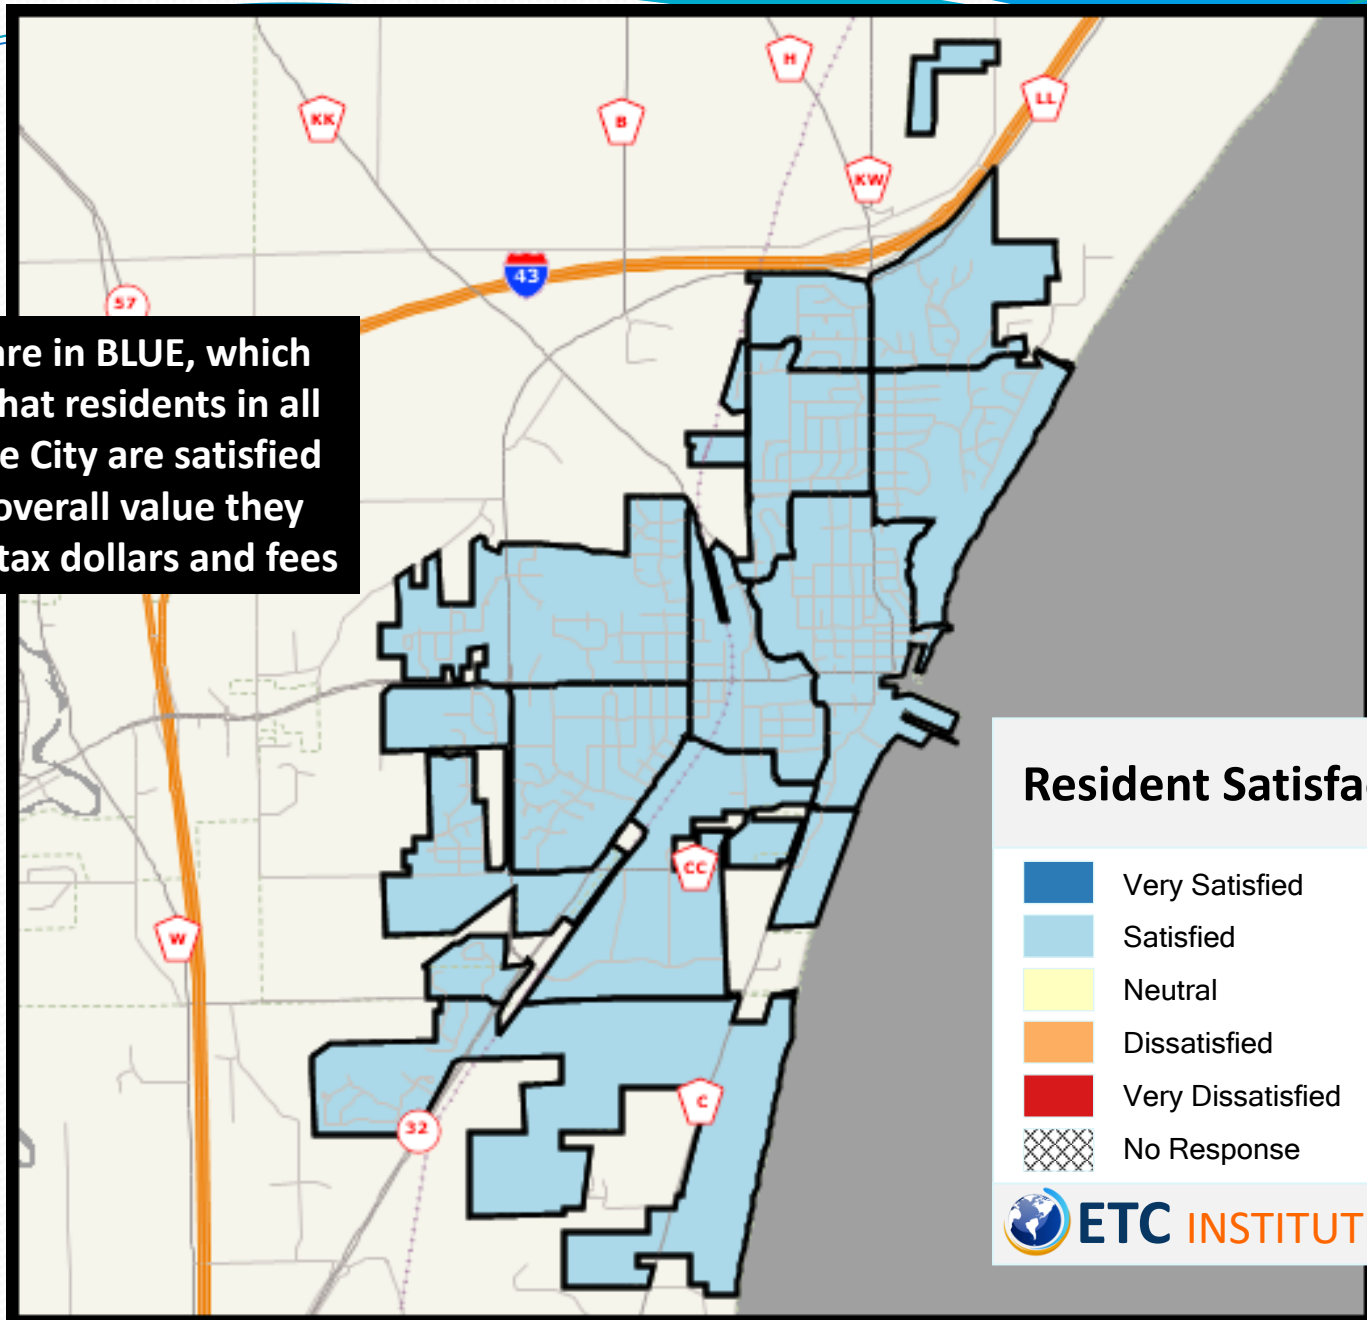 H
LL
KK
B
KW
43
57
are in BLUE, which
hat residents in all
e City are satisfied
overall value they
tax dollars and fees
CC
W
C
32
Resident Satisfa
Very Satisfied
Satisfied
Neutral
Dissatisfied
Very Dissatisfied
No Response
ETC INSTITUT